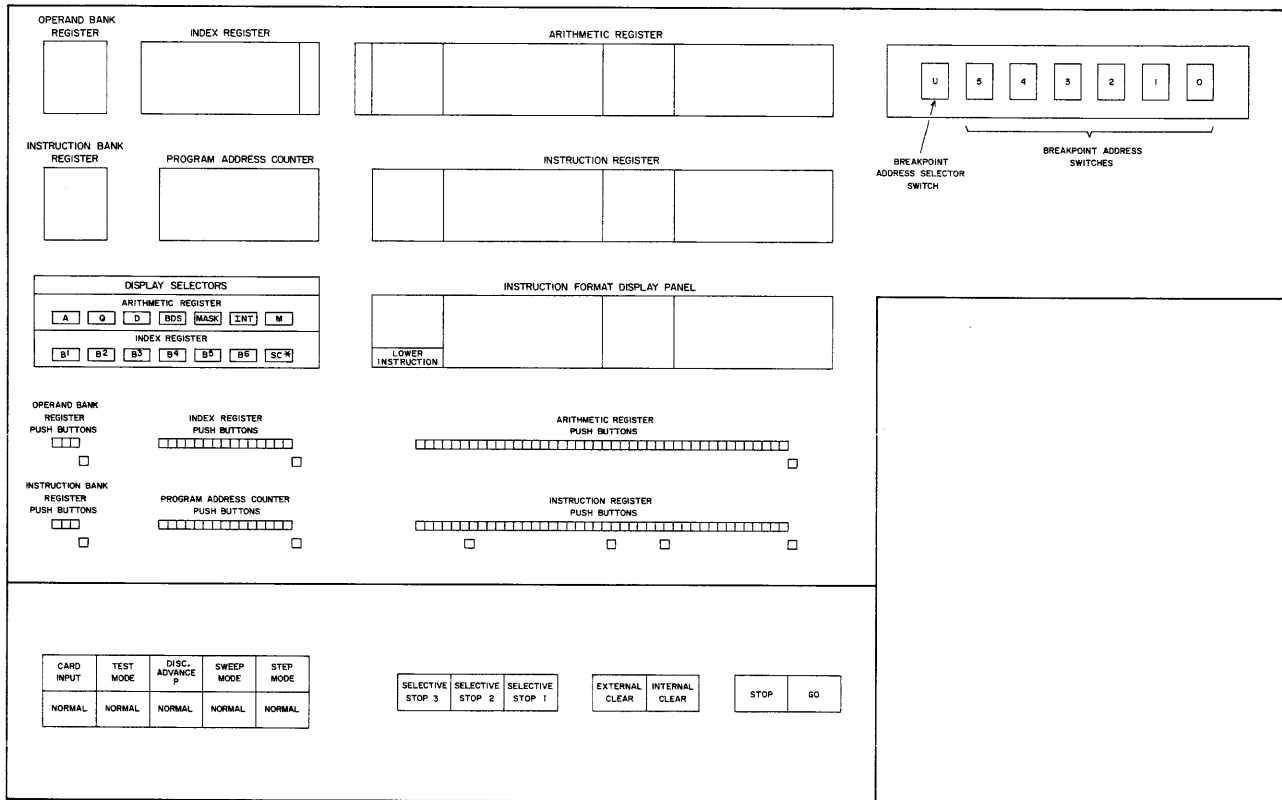 OPERAND BANK
REGISTER
INDEX REGISTER
ARITHMETIC REGISTER
U 5 4 3 2 1 0
BREAKPOINT
ADDRESS SELECTOR
SWITCH
BREAKPOINT ADDRESS
SWITCHES
INSTRUCTION BANK
REGISTER
PROGRAM ADDRESS COUNTER
INSTRUCTION REGISTER
DISPLAY SELECTORS
ARITHMETIC REGISTER
A Q D BDS MASK INT M
INDEX REGISTER
B1 B2 B3 B4 B5 B6 SC*
INSTRUCTION FORMAT DISPLAY PANEL
LOWER
INSTRUCTION
OPERAND BANK
REGISTER
PUSH BUTTONS
INDEX REGISTER
PUSH BUTTONS
ARITHMETIC REGISTER
PUSH BUTTONS
INSTRUCTION BANK
REGISTER
PUSH BUTTONS
PROGRAM ADDRESS COUNTER
PUSH BUTTONS
INSTRUCTION REGISTER
PUSH BUTTONS
CARD
INPUT
TEST
MODE
DISC.
ADVANCE
P
SWEEP
MODE
STEP
MODE
NORMAL NORMAL NORMAL NORMAL NORMAL
SELECTIVE
STOP 3
SELECTIVE
STOP 2
SELECTIVE
STOP 1
EXTERNAL
CLEAR
INTERNAL
CLEAR
STOP
GO